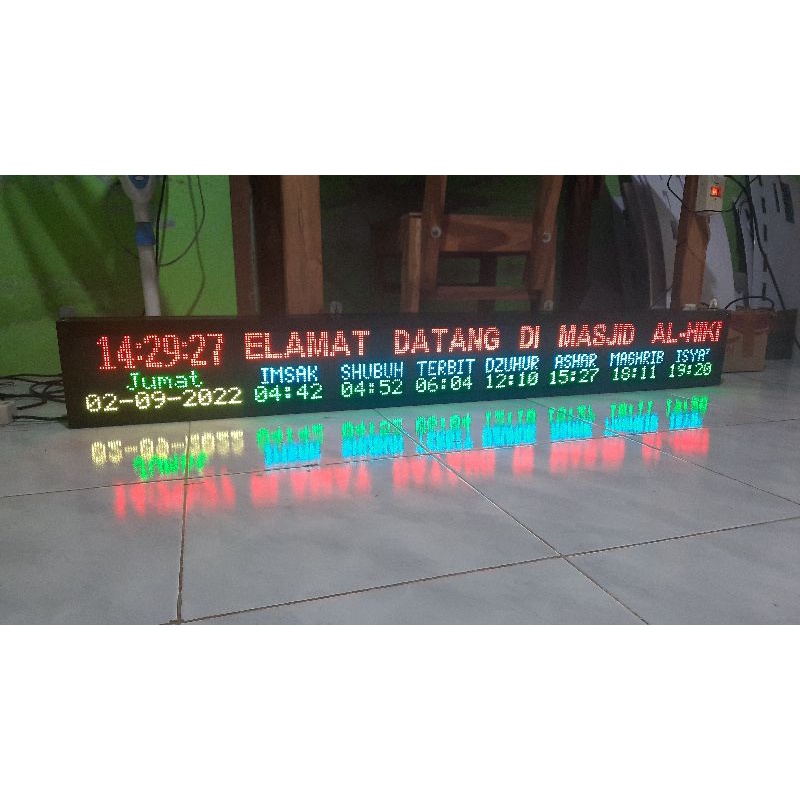 14:29:27 ELAMAT DATANG DI MASJID AL-HIK
Jumat IMSAK SHUBUH TERBIT DZUHUR ASHAR MAGHRIB ISYA'
02-09-2022 04:42 04:52 06:04 12:10 15:27 18:11 19:20